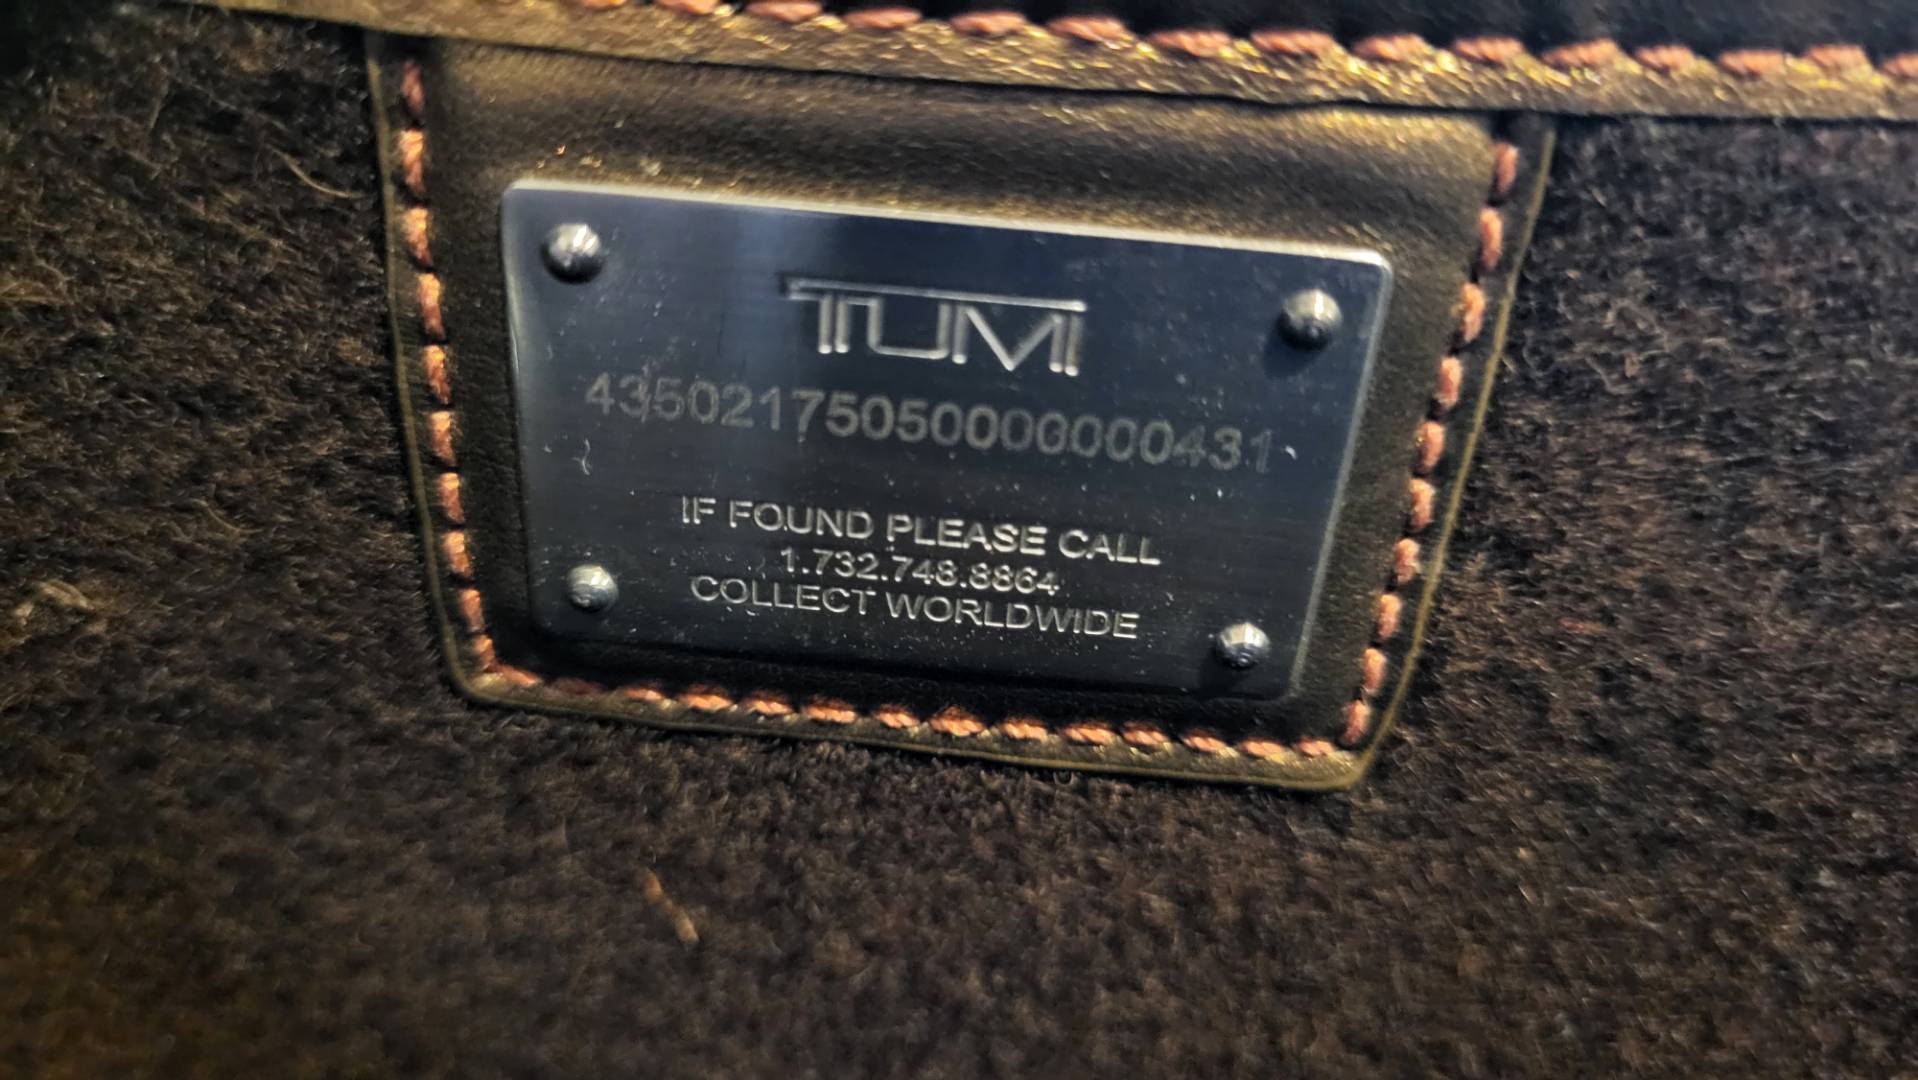 TUMI
43502175050000000431
IF FOUND PLEASE CALL
1.732.748.8864
COLLECT WORLDWIDE